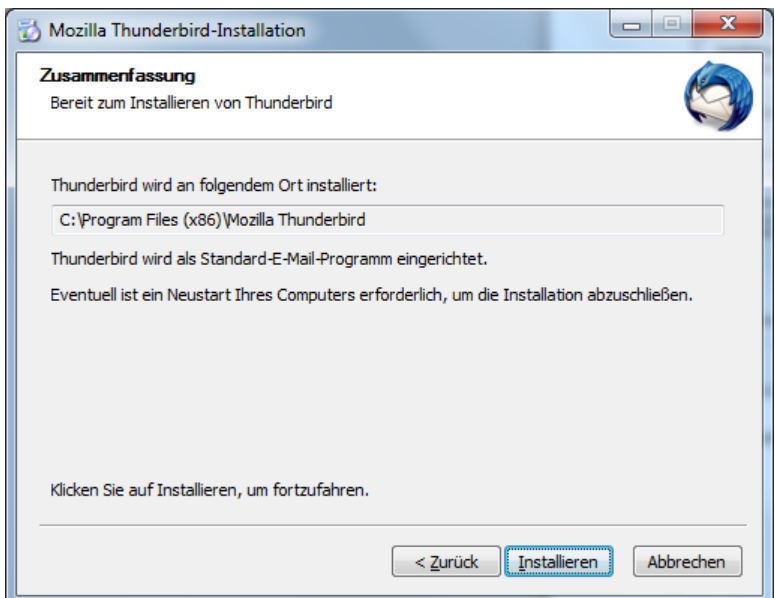 Mozilla Thunderbird-Installation
Zusammenfassung
Bereit zum Installieren von Thunderbird
Thunderbird wird an folgendem Ort installiert:
C:\Program Files (x86)\Mozilla Thunderbird
Thunderbird wird als Standard-E-Mail-Programm eingerichtet.
Eventuell ist ein Neustart Ihres Computers erforderlich, um die Installation abzuschließen.
Klicken Sie auf Installieren, um fortzufahren.
< Zurück Installieren Abbrechen